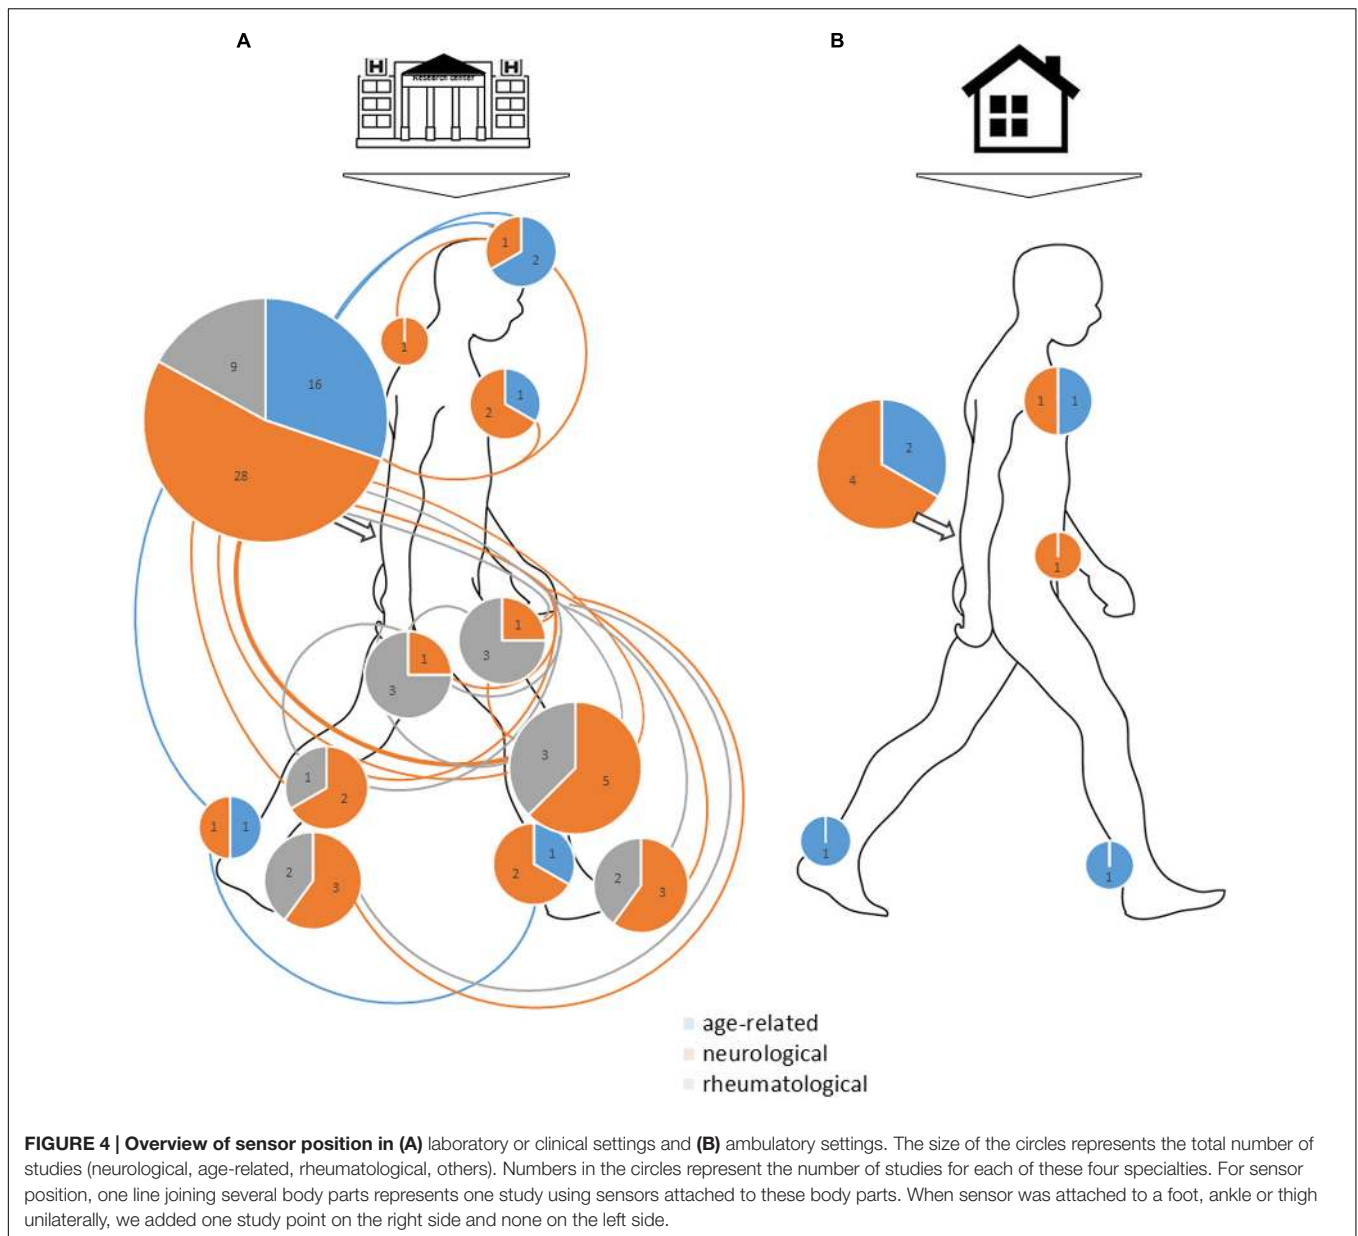 A
B
H
H
Research center
1
2
1
1
2
9
16
28
1
1
2
4
1
1
3
1
3
3
5
1
2
1
1
1
2
2
3
2
3
1
1
age-related
neurological
rheumatological
FIGURE 4 | Overview of sensor position in (A) laboratory or clinical settings and (B) ambulatory settings. The size of the circles represents the total number of
studies (neurological, age-related, rheumatological, others). Numbers in the circles represent the number of studies for each of these four specialties. For sensor
position, one line joining several body parts represents one study using sensors attached to these body parts. When sensor was attached to a foot, ankle or thigh
unilaterally, we added one study point on the right side and none on the left side.